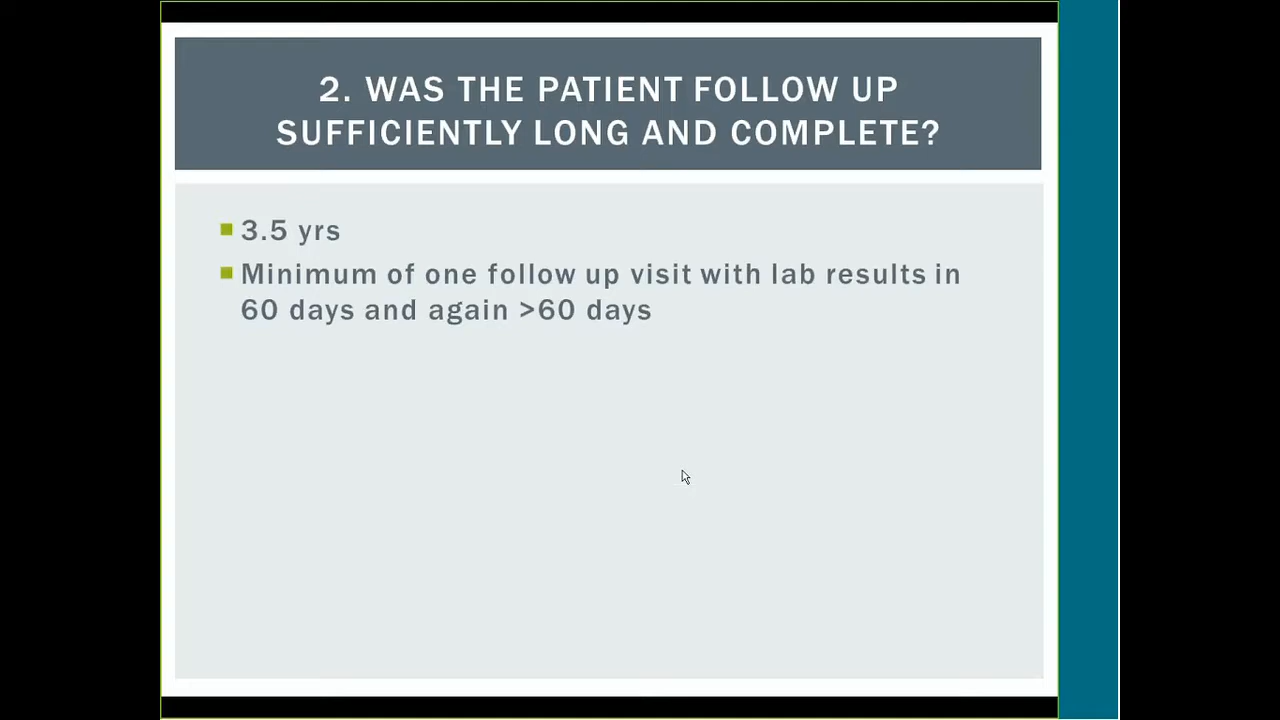 2. WAS THE PATIENT FOLLOW UP
SUFFICIENTLY LONG AND COMPLETE?
3.5 yrs
Minimum of one follow up visit with lab results in
60 days and again >60 days